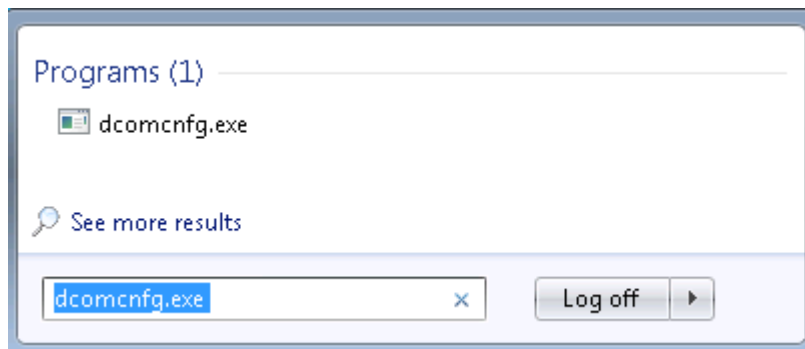 Programs (1)
dcomcnfg.exe
See more results
dcomcnfg.exe
Log off